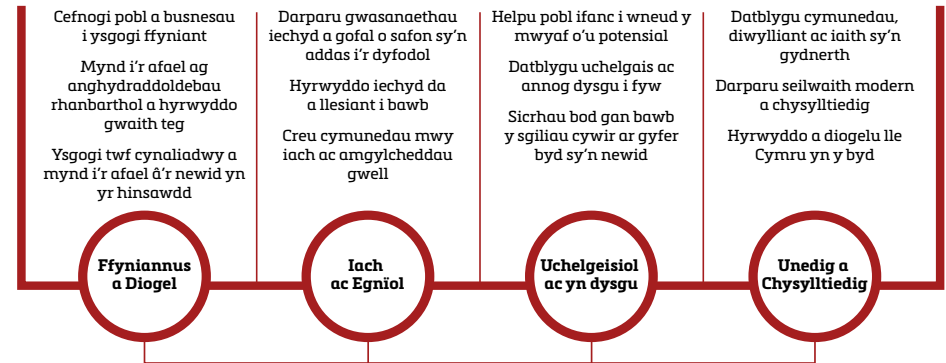 Cefnogi pobl a busnesau
i ysgogi ffyniant
Mynd i'r afael ag
anghydraddoldebau
rhanbarthol a hyrwyddo
gwaith teg
Ysgogi twf cynaliadwy a
mynd i'r afael â'r newid yn
yr hinsawdd
Ffyniannus
a Diogel
Darparu gwasanaethau
iechyd a gofal o safon sy'n
addas i'r dyfodol
Hyrwyddo iechyd da
a llesiant i bawb
Creu cymunedau mwy
iach ac amgylcheddau
gwell
Iach
ac Egnïol
Helpu pobl ifanc i wneud y
mwyaf o'u potensial
Datblygu uchelgais ac
annog dysgu i fyw
Sicrhau bod gan bawb
y sgiliau cywir ar gyfer
byd sy'n newid
Uchelgeisiol
ac yn dysgu
Datblygu cymunedau,
diwylliant ac iaith sy'n
gydnerth
Darparu seilwaith modern
a chysylltiedig
Hyrwyddo a diogelu lle
Cymru yn y byd
Unedig a
Chysylltiedig